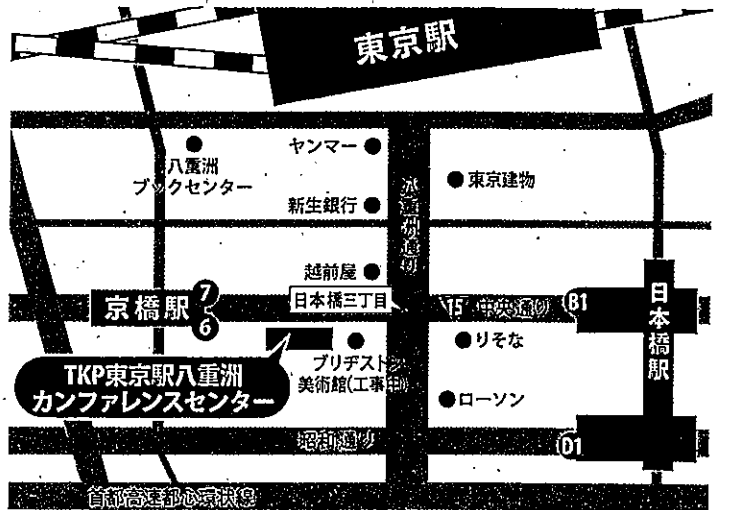 東京駅
八重洲
ブックセンター
ヤンマー
東京建物
新生銀行
八重洲通り
越前屋
日本橋三丁目
京橋駅
7
6
15
中央通り
B1
日本橋駅
りそな
ブリヂストン
美術館(工事中)
TKP東京駅八重洲
カンファレンスセンター
ローソン
昭和通り
D1
首都高速都心環状線